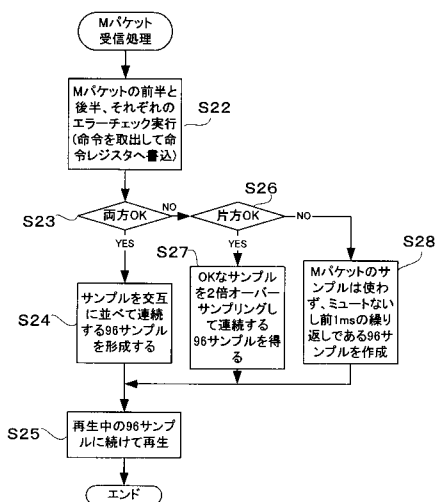 Mパケット
受信処理
S22
Mパケットの前半と
後半、それぞれの
エラーチェック実行
(命令を取出して命
令レジスタへ書込)
S26
S23
両方OK
NO
片方OK
NO
YES
YES
S27
S28
S24
サンプルを交互
に並べて連続
する96サンプル
を形成する
OKなサンプル
を2倍オーバー
サンプリングし
て連続する
96サンプルを得
る
Mパケットの
サンプルは使わ
ず、ミュートない
し前1msの繰り
返しである96サ
ンプルを作成
S25
再生中の96サンプ
ルに続けて再生
エンド